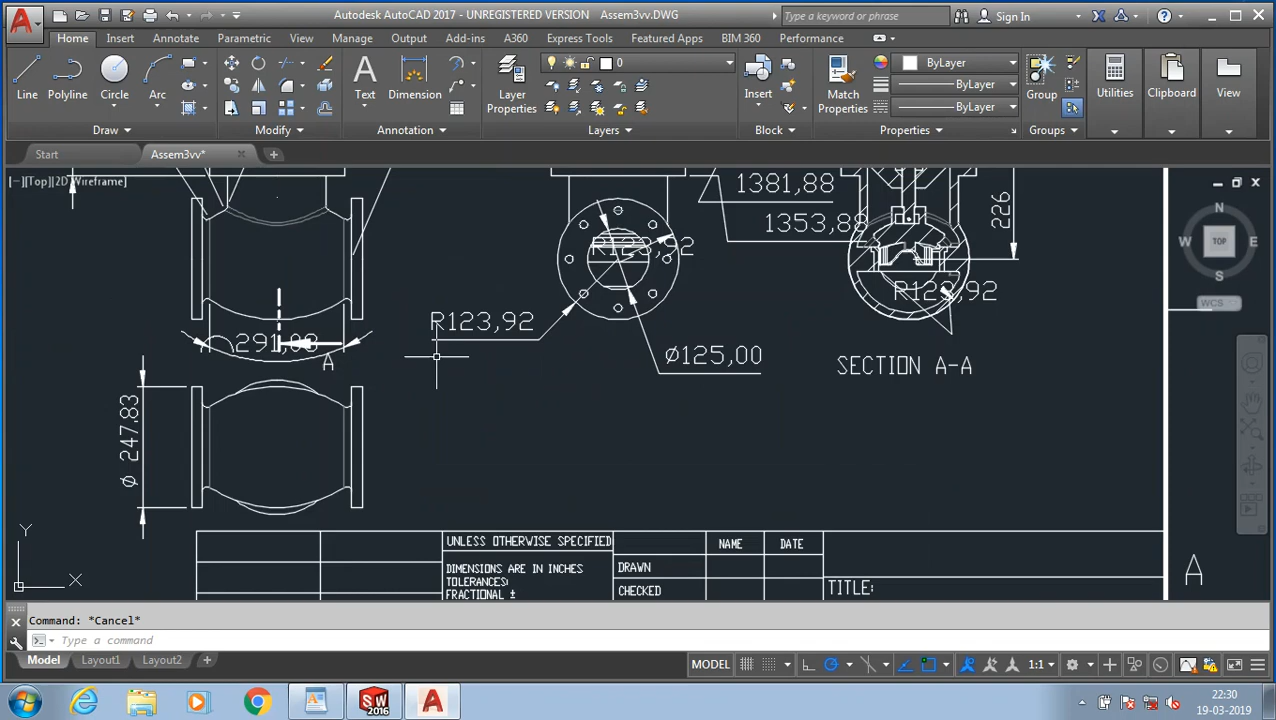 Autodesk AutoCAD 2017 - UNREGISTERED VERSION Assem3vv.DWG
Type a keyword or phrase
Sign In
Home Insert Annotate Parametric View Manage Output Add-ins A360 Express Tools Featured Apps BIM 360 Performance
Line Polyline Circle Arc Text Dimension
Layer Properties
0
Insert
Match Properties
ByLayer
ByLayer
ByLayer
Group
Utilities Clipboard View
Draw Modify Annotation Layers Block Properties Groups
Start Assem3vv*
[−][Top][2D Wireframe]
1381,88
1353,88
226
R123,92
R123,92
R123,92
291,88
A
Ø125,00
SECTION A-A
Ø 247.83
N
W TOP E
S
WCS
Y
X
UNLESS OTHERWISE SPECIFIED
DIMENSIONS ARE IN INCHES
TOLERANCES:
FRACTIONAL ±
NAME DATE
DRAWN
CHECKED
TITLE:
A
Command: *Cancel*
Type a command
Model Layout1 Layout2
MODEL 1:1
SW 2016
22:30
19-03-2019